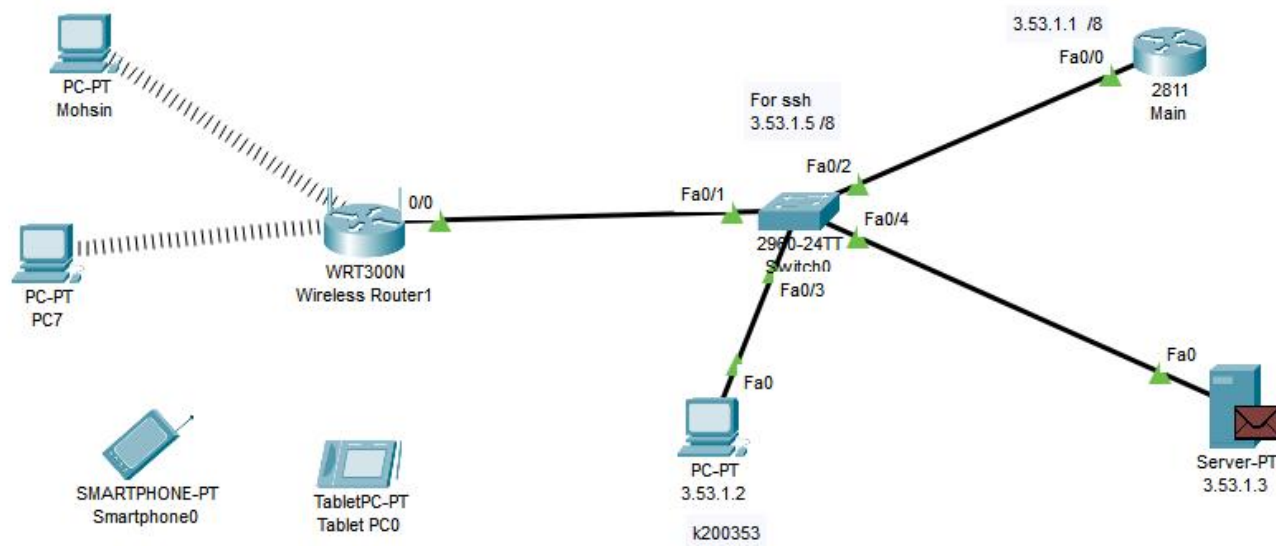 PC-PT
Mohsin
PC-PT
PC7
0/0
WRT300N
Wireless Router1
SMARTPHONE-PT
Smartphone0
TabletPC-PT
Tablet PC0
For ssh
3.53.1.5 /8
Fa0/1
Fa0/2
Fa0/4
2960-24TT
Switch0
Fa0/3
Fa0
PC-PT
3.53.1.2
k200353
3.53.1.1 /8
Fa0/0
2811
Main
Fa0
Server-PT
3.53.1.3